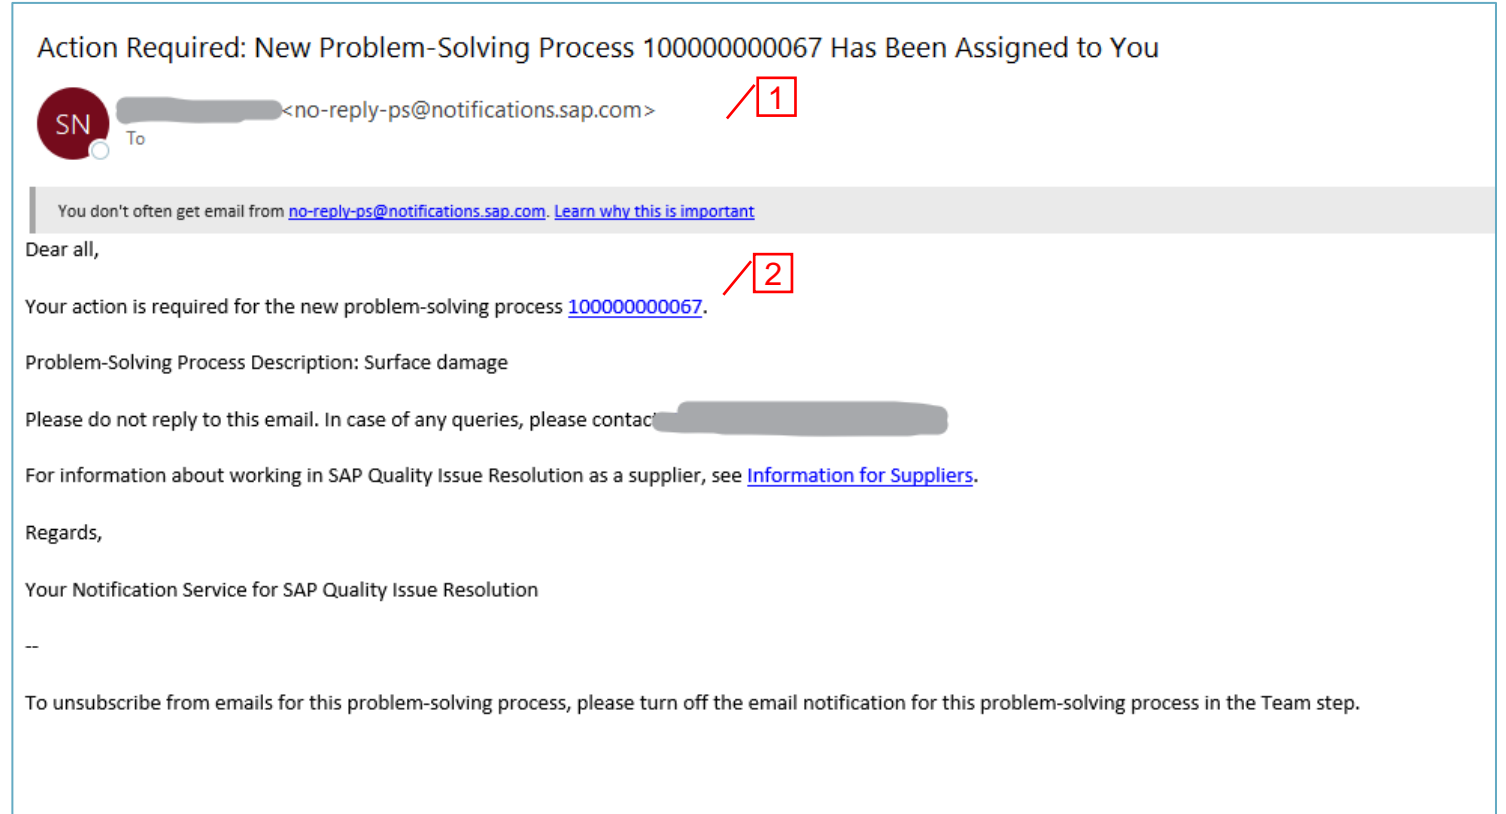 Action Required: New Problem-Solving Process 100000000067 Has Been Assigned to You
1
SN
<no-reply-ps@notifications.sap.com>
To
You don't often get email from no-reply-ps@notifications.sap.com. Learn why this is important
Dear all,
2
Your action is required for the new problem-solving process 100000000067.
Problem-Solving Process Description: Surface damage
Please do not reply to this email. In case of any queries, please contact
For information about working in SAP Quality Issue Resolution as a supplier, see Information for Suppliers.
Regards,
Your Notification Service for SAP Quality Issue Resolution
--
To unsubscribe from emails for this problem-solving process, please turn off the email notification for this problem-solving process in the Team step.